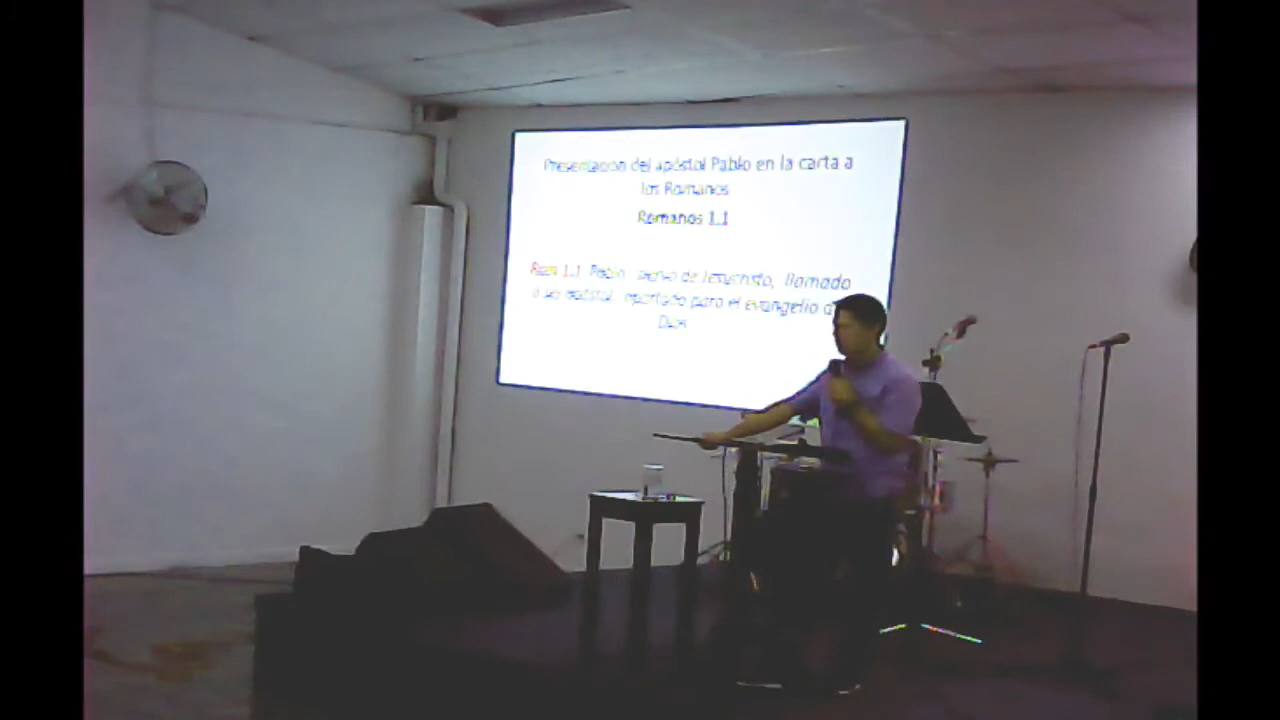 Presentacion del apóstol Pablo en la carta a
los Romanos
Romanos 1.1
Rom 1.1 Pablo siervo de Jesucristo, llamado
a ser apóstol, apartado para el evangelio de
Dios